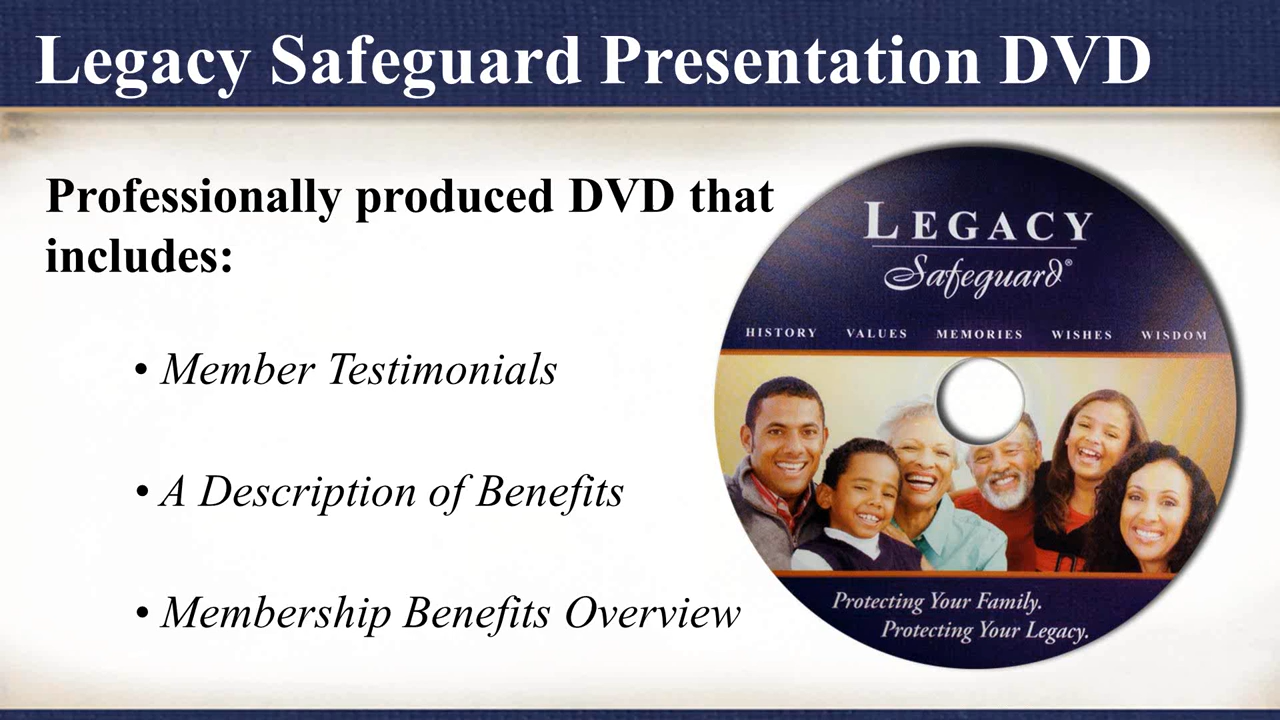 Legacy Safeguard Presentation DVD
Professionally produced DVD that
includes:
• Member Testimonials
• A Description of Benefits
• Membership Benefits Overview
LEGACY
Safeguard®
HISTORY VALUES MEMORIES WISHES WISDOM
Protecting Your Family.
Protecting Your Legacy.